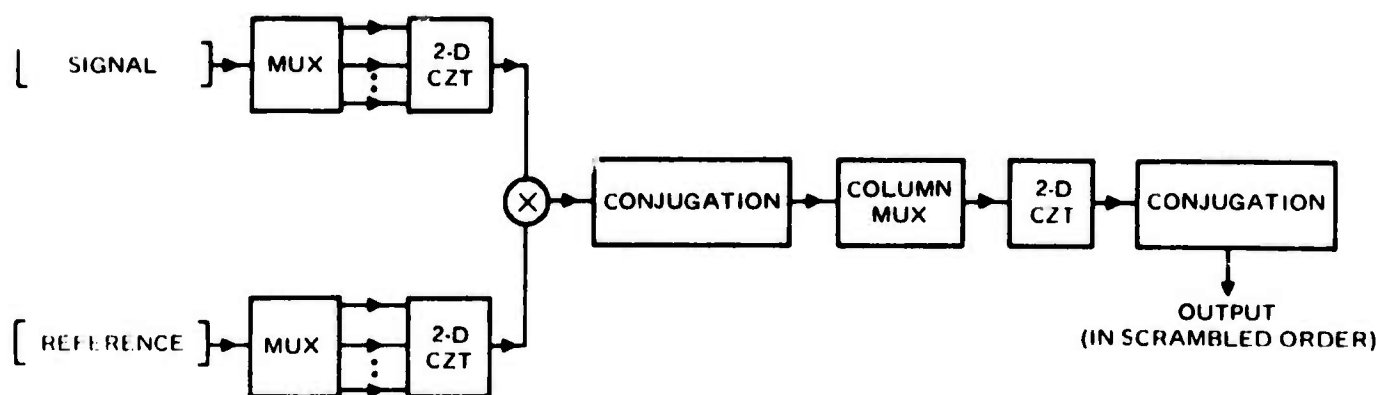 [ SIGNAL ]
MUX
2-D
CZT
X
CONJUGATION
COLUMN
MUX
2-D
CZT
CONJUGATION
[ REFERENCE ]
MUX
2-D
CZT
OUTPUT
(IN SCRAMBLED ORDER)